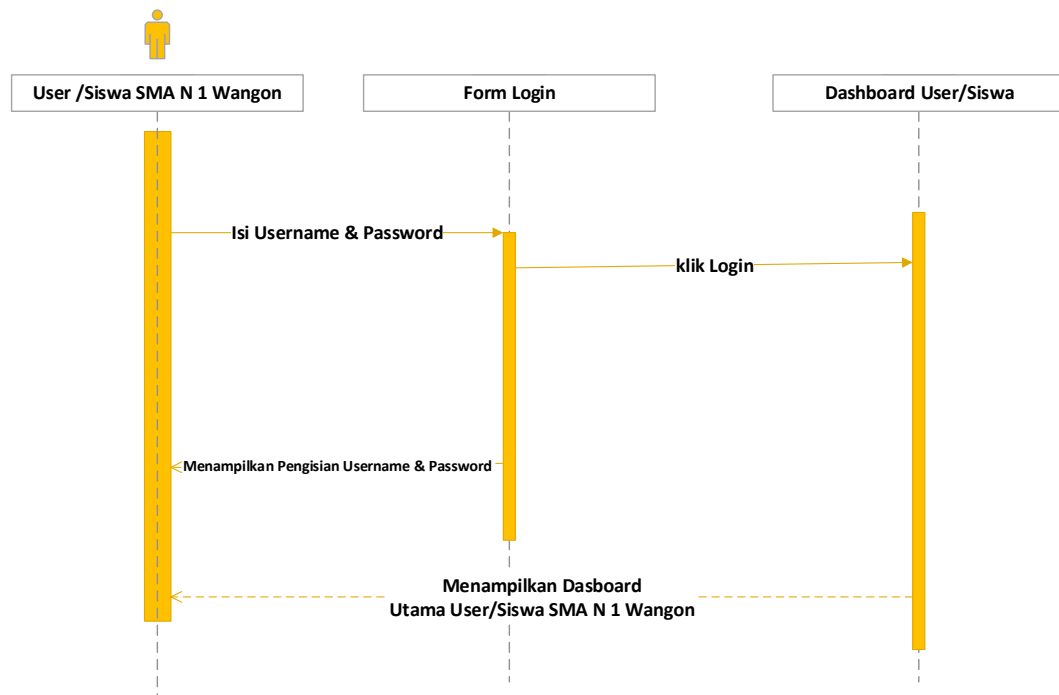 User /Siswa SMA N 1 Wangon
Form Login
Dashboard User/Siswa
Isi Username & Password
klik Login
Menampilkan Pengisian Username & Password
Menampilkan Dasboard
Utama User/Siswa SMA N 1 Wangon